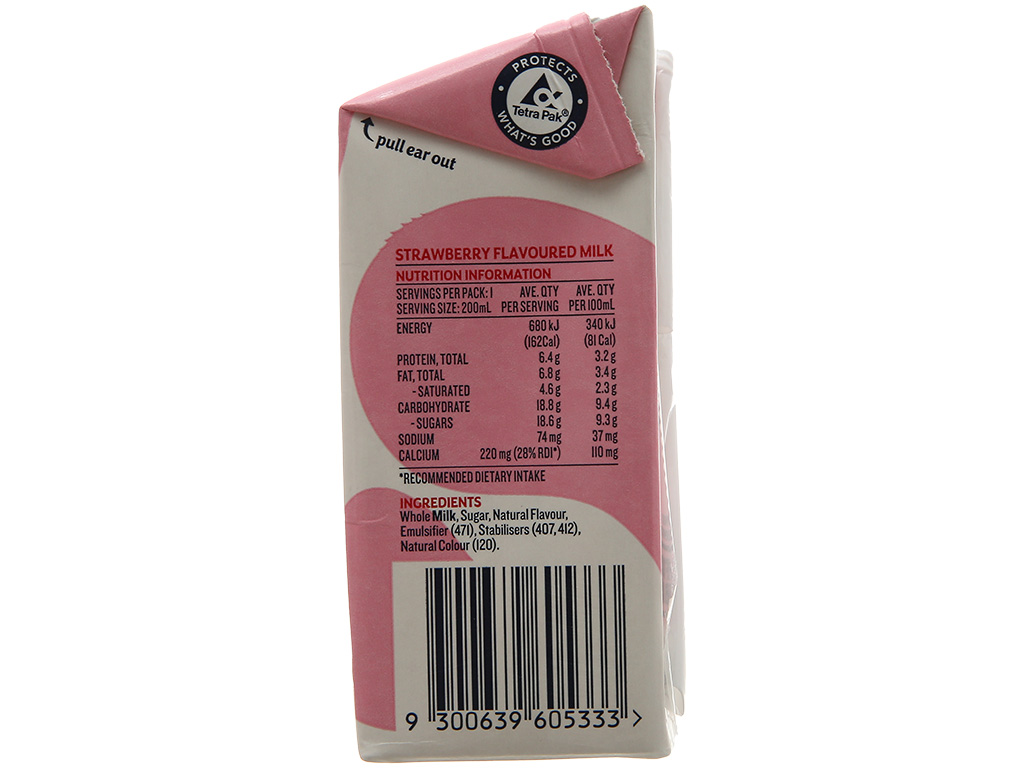 PROTECTS
Tetra Pak®
WHAT'S GOOD
pull ear out
STRAWBERRY FLAVOURED MILK
NUTRITION INFORMATION
SERVINGS PER PACK: 1 AVE. QTY AVE. QTY
SERVING SIZE: 200mL PER SERVING PER 100mL
ENERGY 680 kJ 340 kJ
(162Cal) (81 Cal)
PROTEIN, TOTAL 6.4 g 3.2 g
FAT, TOTAL 6.8 g 3.4 g
- SATURATED 4.6 g 2.3 g
CARBOHYDRATE 18.8 g 9.4 g
- SUGARS 18.6 g 9.3 g
SODIUM 74 mg 37 mg
CALCIUM 220 mg (28% RDI*) 110 mg
*RECOMMENDED DIETARY INTAKE
INGREDIENTS
Whole Milk, Sugar, Natural Flavour,
Emulsifier (471), Stabilisers (407, 412),
Natural Colour (120).
9 300639 605333 >